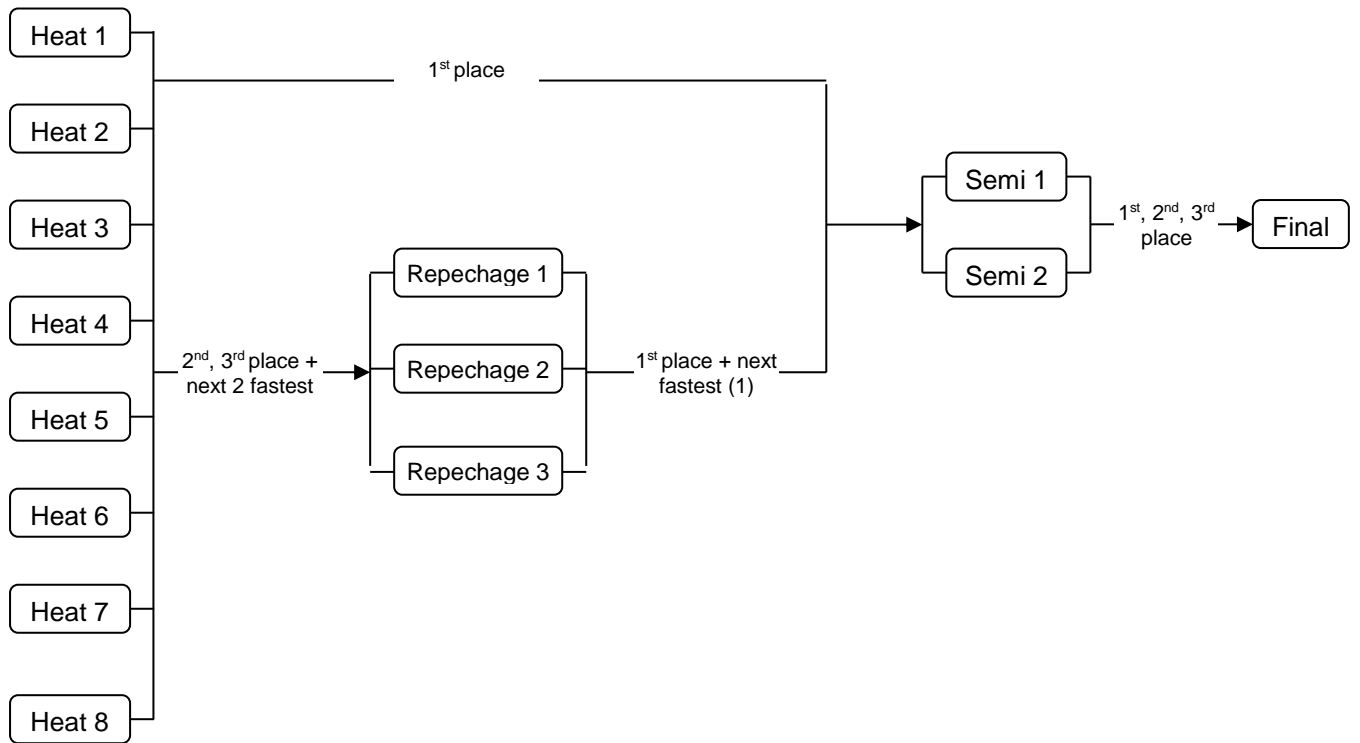 Heat 1
1st place
Heat 2
Semi 1
Heat 3
1st, 2nd, 3rd
place
Final
Repechage 1
Semi 2
Heat 4
2nd, 3rd place +
next 2 fastest
Repechage 2
1st place + next
fastest (1)
Heat 5
Repechage 3
Heat 6
Heat 7
Heat 8